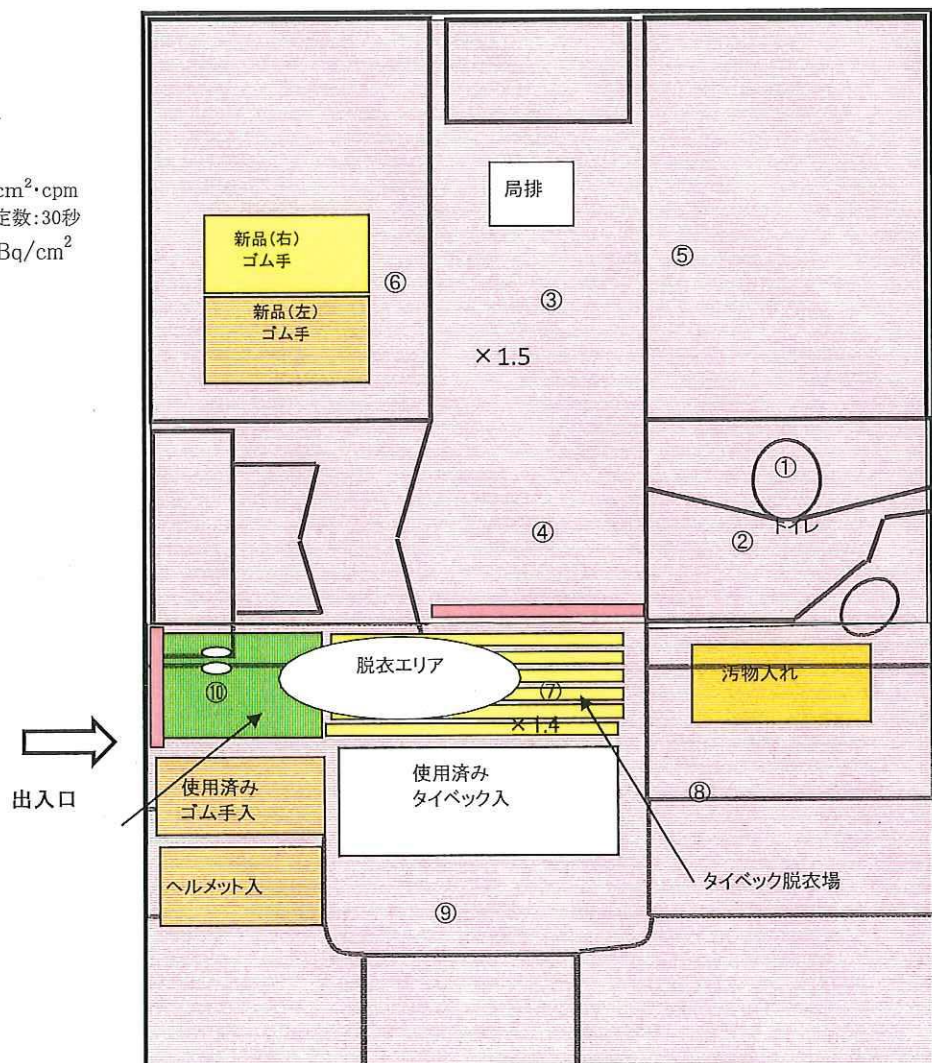 cm²・cpm
定数:30秒
Bq/cm²
局排
新品(右)
ゴム手
新品(左)
ゴム手
⑥
③
⑤
×1.5
①
トイレ
②
④
脱衣エリア
⑩
⑦
×1.4
汚物入れ
出入口
使用済み
ゴム手入
使用済み
タイベック入
⑧
ヘルメット入
タイベック脱衣場
⑨